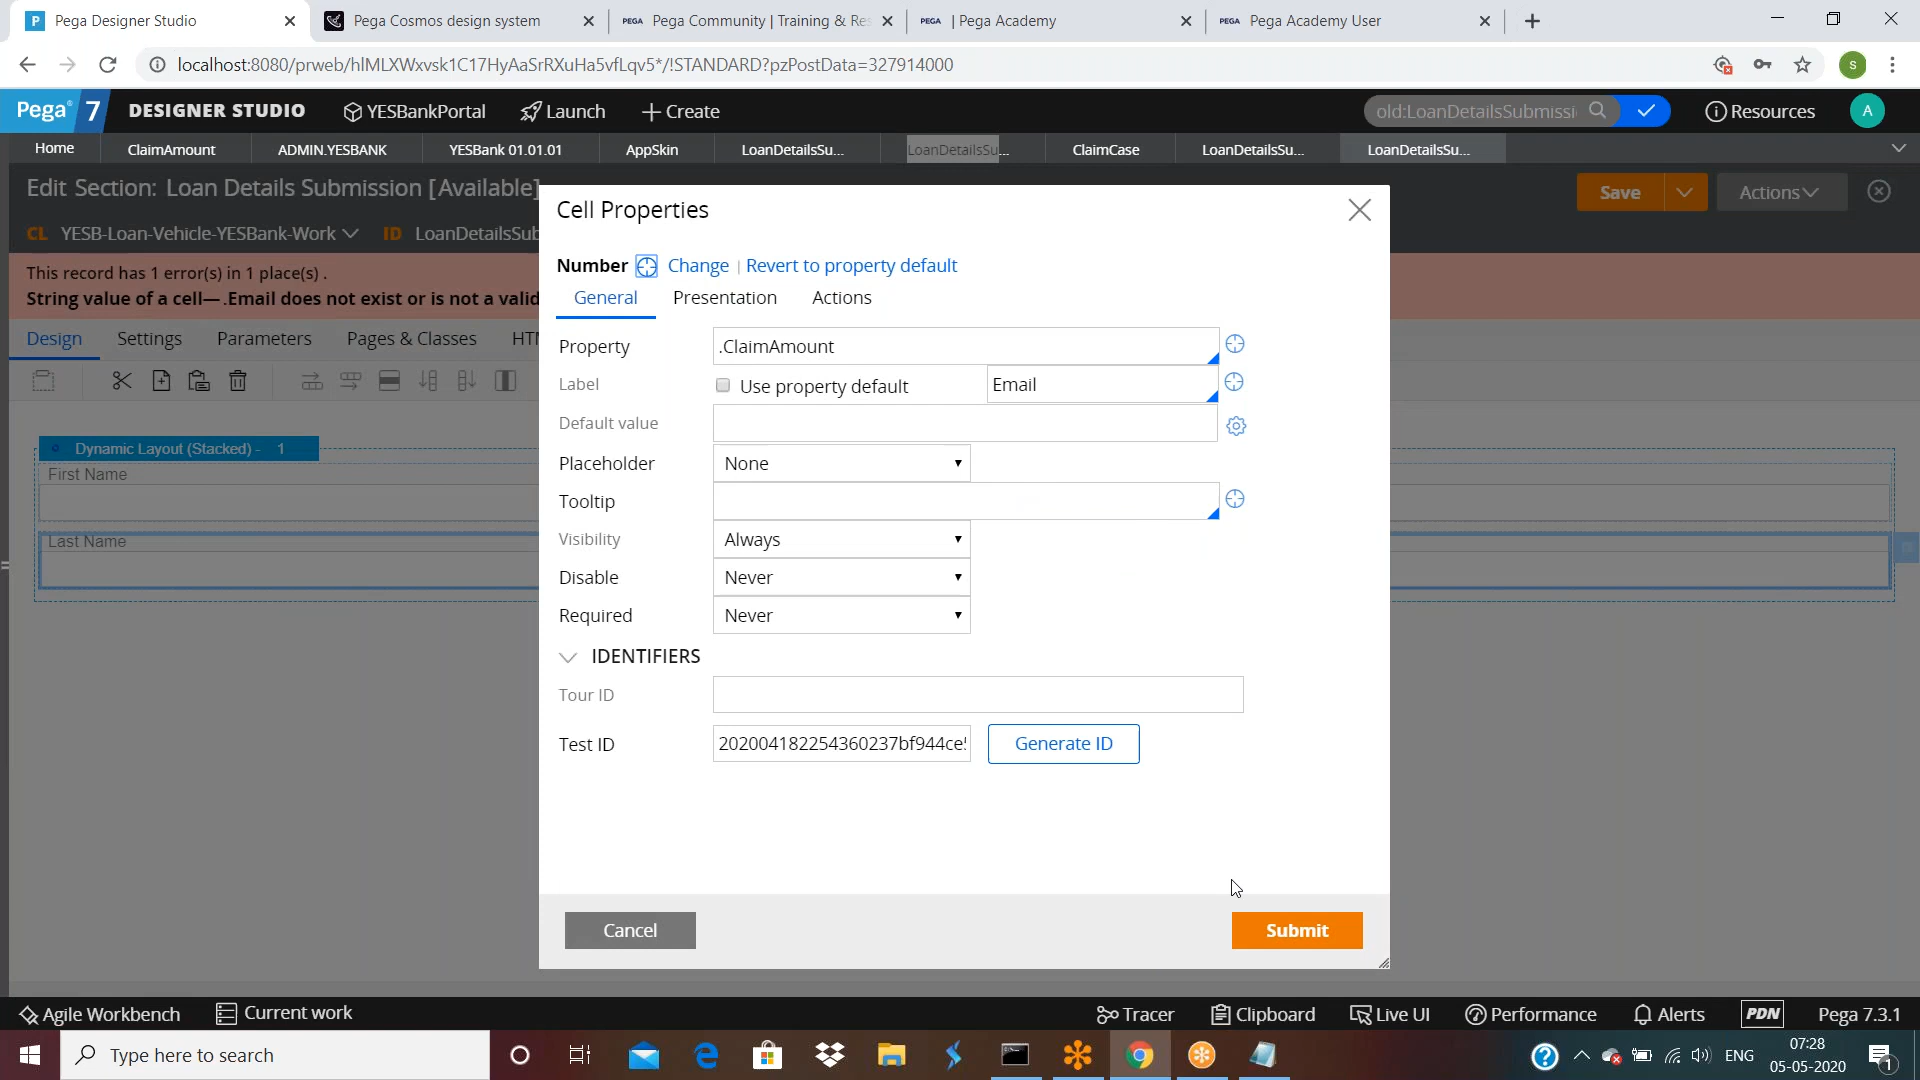 Pega Designer Studio
Pega Cosmos design system
PEGA Pega Community | Training & Res
PEGA | Pega Academy
PEGA Pega Academy User
localhost:8080/prweb/hlMLXWxvsk1C17HyAaSrRXuHa5vfLqv5*/!STANDARD?pzPostData=327914000
s
Pega 7
DESIGNER STUDIO
YESBankPortal
Launch
Create
old:LoanDetailsSubmissi
Resources
A
Home
ClaimAmount
ADMIN.YESBANK
YESBank 01.01.01
AppSkin
LoanDetailsSu...
LoanDetailsSu...
ClaimCase
LoanDetailsSu...
LoanDetailsSu...
Edit Section: Loan Details Submission [Available]
Save
Actions
CL YESB-Loan-Vehicle-YESBank-Work
ID LoanDetailsSub
This record has 1 error(s) in 1 place(s) .
String value of a cell—.Email does not exist or is not a valid
Design
Settings
Parameters
Pages & Classes
Dynamic Layout (Stacked) - 1
First Name
Last Name
Cell Properties
Number
Change | Revert to property default
General
Presentation
Actions
Property
.ClaimAmount
Label
Use property default
Email
Default value
Placeholder
None
Tooltip
Visibility
Always
Disable
Never
Required
Never
IDENTIFIERS
Tour ID
Test ID
Generate ID
Cancel
Submit
Agile Workbench
Current work
Tracer
Clipboard
Live UI
Performance
Alerts
PDN
Pega 7.3.1
Type here to search
ENG
07:28
05-05-2020
1